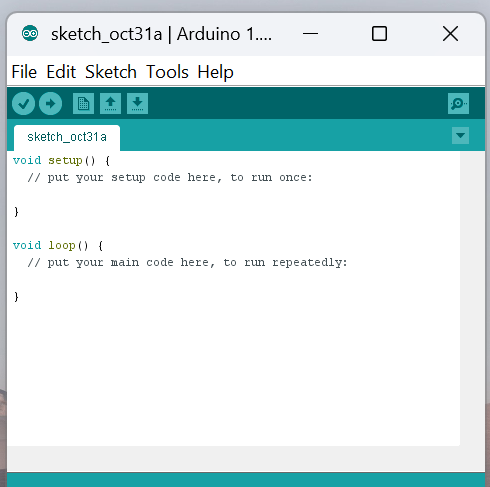 sketch_oct31a | Arduino 1....
File Edit Sketch Tools Help
sketch_oct31a
void setup() {
  // put your setup code here, to run once:
}
void loop() {
  // put your main code here, to run repeatedly:
}